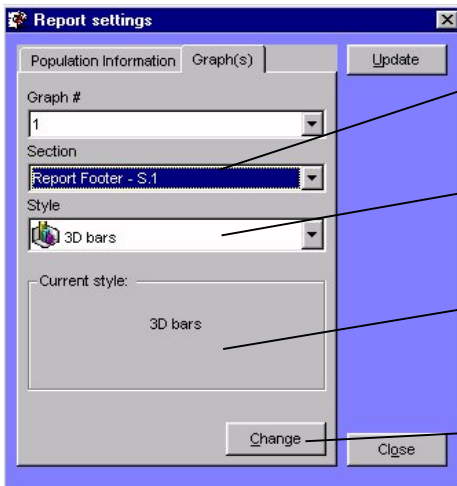 Report settings
Population Information Graph(s)
Update
Graph #
1
Section
Report Footer - S.1
Style
3D bars
Current style:
3D bars
Change
Close